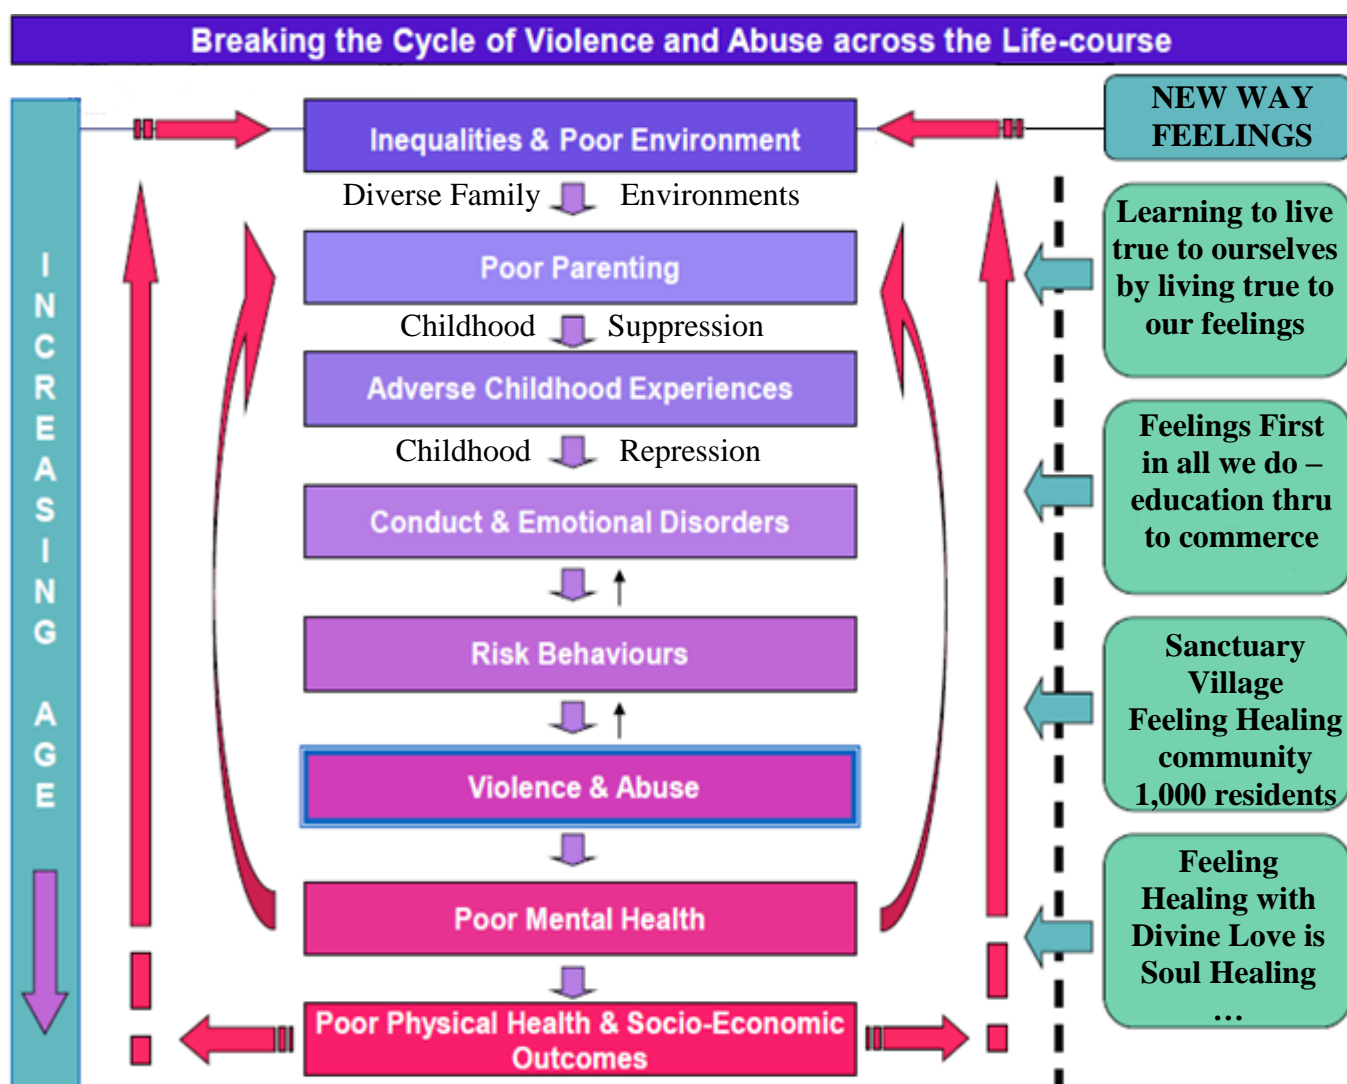 Breaking the Cycle of Violence and Abuse across the Life-course
INCREASING AGE
Inequalities & Poor Environment
Diverse Family Environments
Poor Parenting
Childhood Suppression
Adverse Childhood Experiences
Childhood Repression
Conduct & Emotional Disorders
Risk Behaviours
Violence & Abuse
Poor Mental Health
Poor Physical Health & Socio-Economic
Outcomes
NEW WAY
FEELINGS
Learning to live
true to ourselves
by living true to
our feelings
Feelings First
in all we do –
education thru
to commerce
Sanctuary
Village
Feeling Healing
community
1,000 residents
Feeling
Healing with
Divine Love is
Soul Healing
…